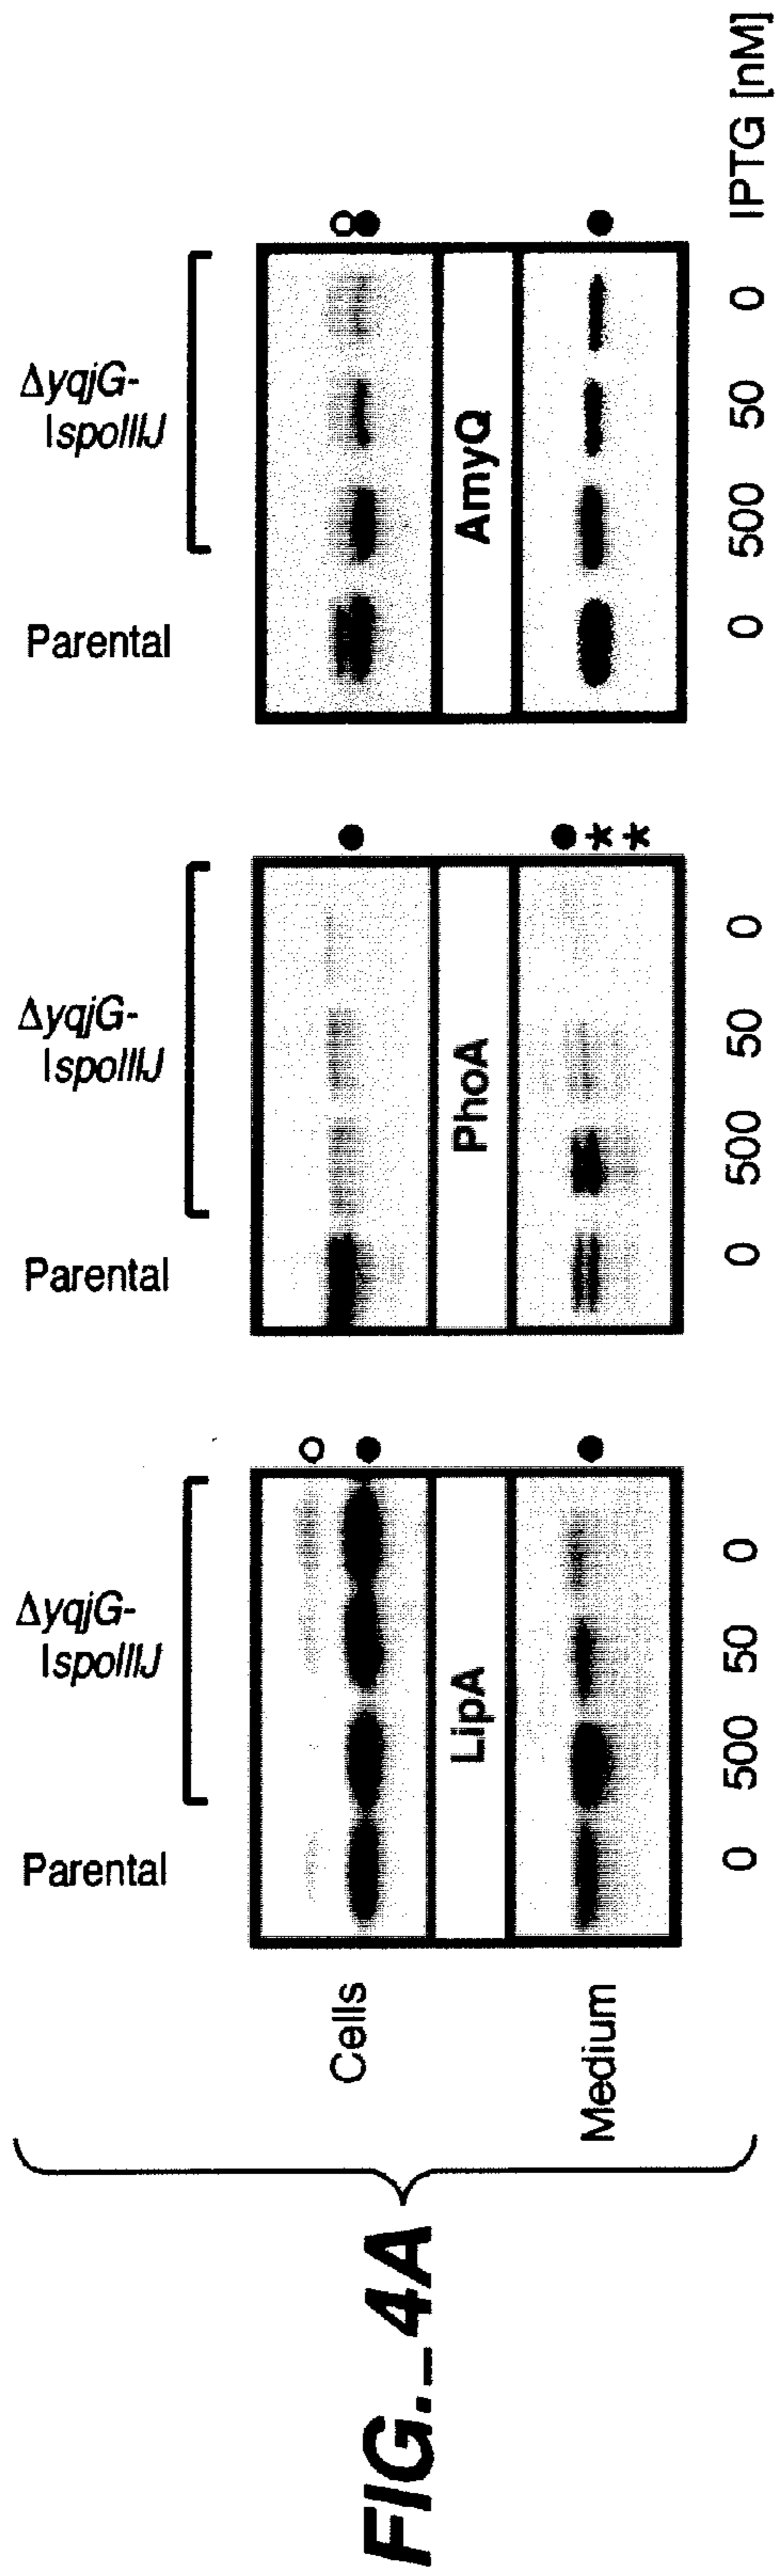 ΔyqjG- ΔyqjG- ΔyqjG-
Parental IspoIIIJ Parental IspoIIIJ Parental IspoIIIJ
Cells
LipA PhoA AmyQ
Medium
*
*
0 500 50 0 0 500 50 0 0 500 50 0 IPTG [nM]
FIG._4A